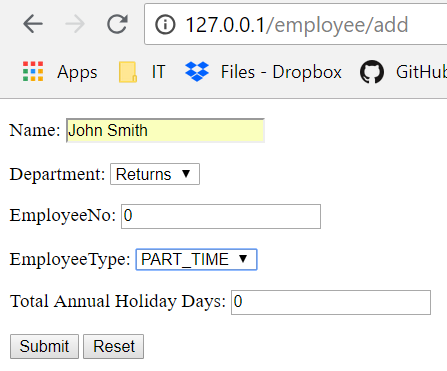 127.0.0.1/employee/add
Apps IT Files - Dropbox GitHub
Name: John Smith
Department: Returns
EmployeeNo: 0
EmployeeType: PART_TIME
Total Annual Holiday Days: 0
Submit Reset